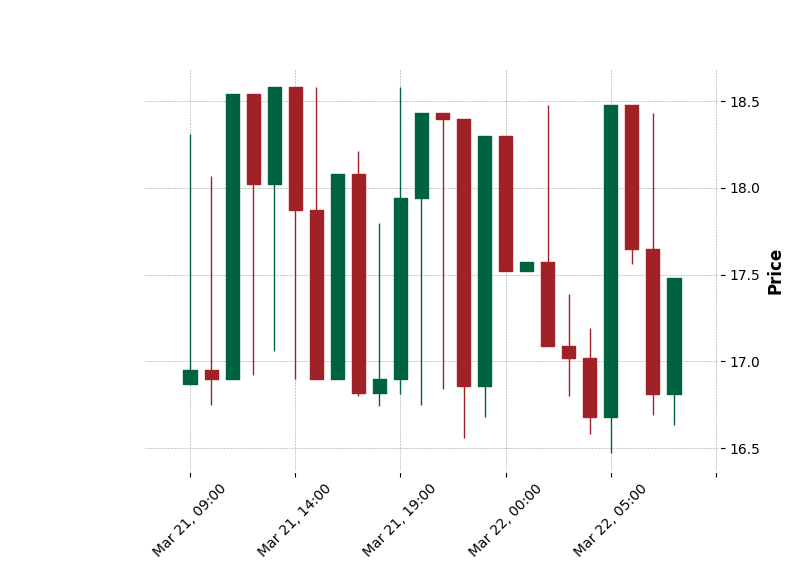 18.5
18.0
17.5
17.0
16.5
Price
Mar 21, 09:00
Mar 21, 14:00
Mar 21, 19:00
Mar 22, 00:00
Mar 22, 05:00